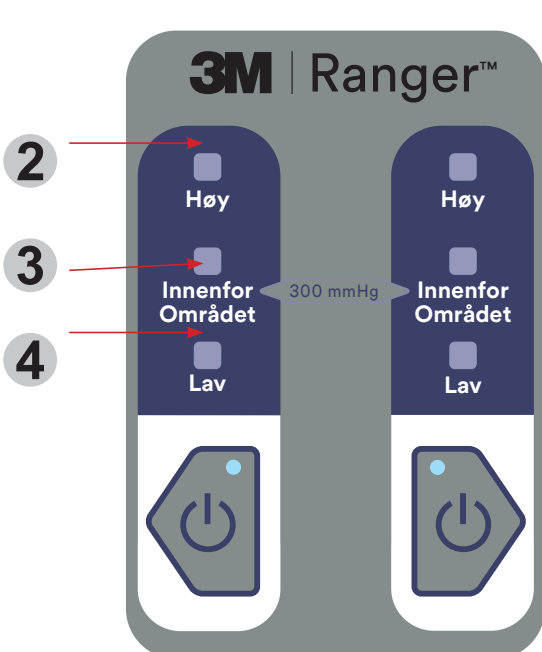 3M | Ranger™
2
Høy
Høy
3
Innenfor
Området
300 mmHg
Innenfor
Området
4
Lav
Lav